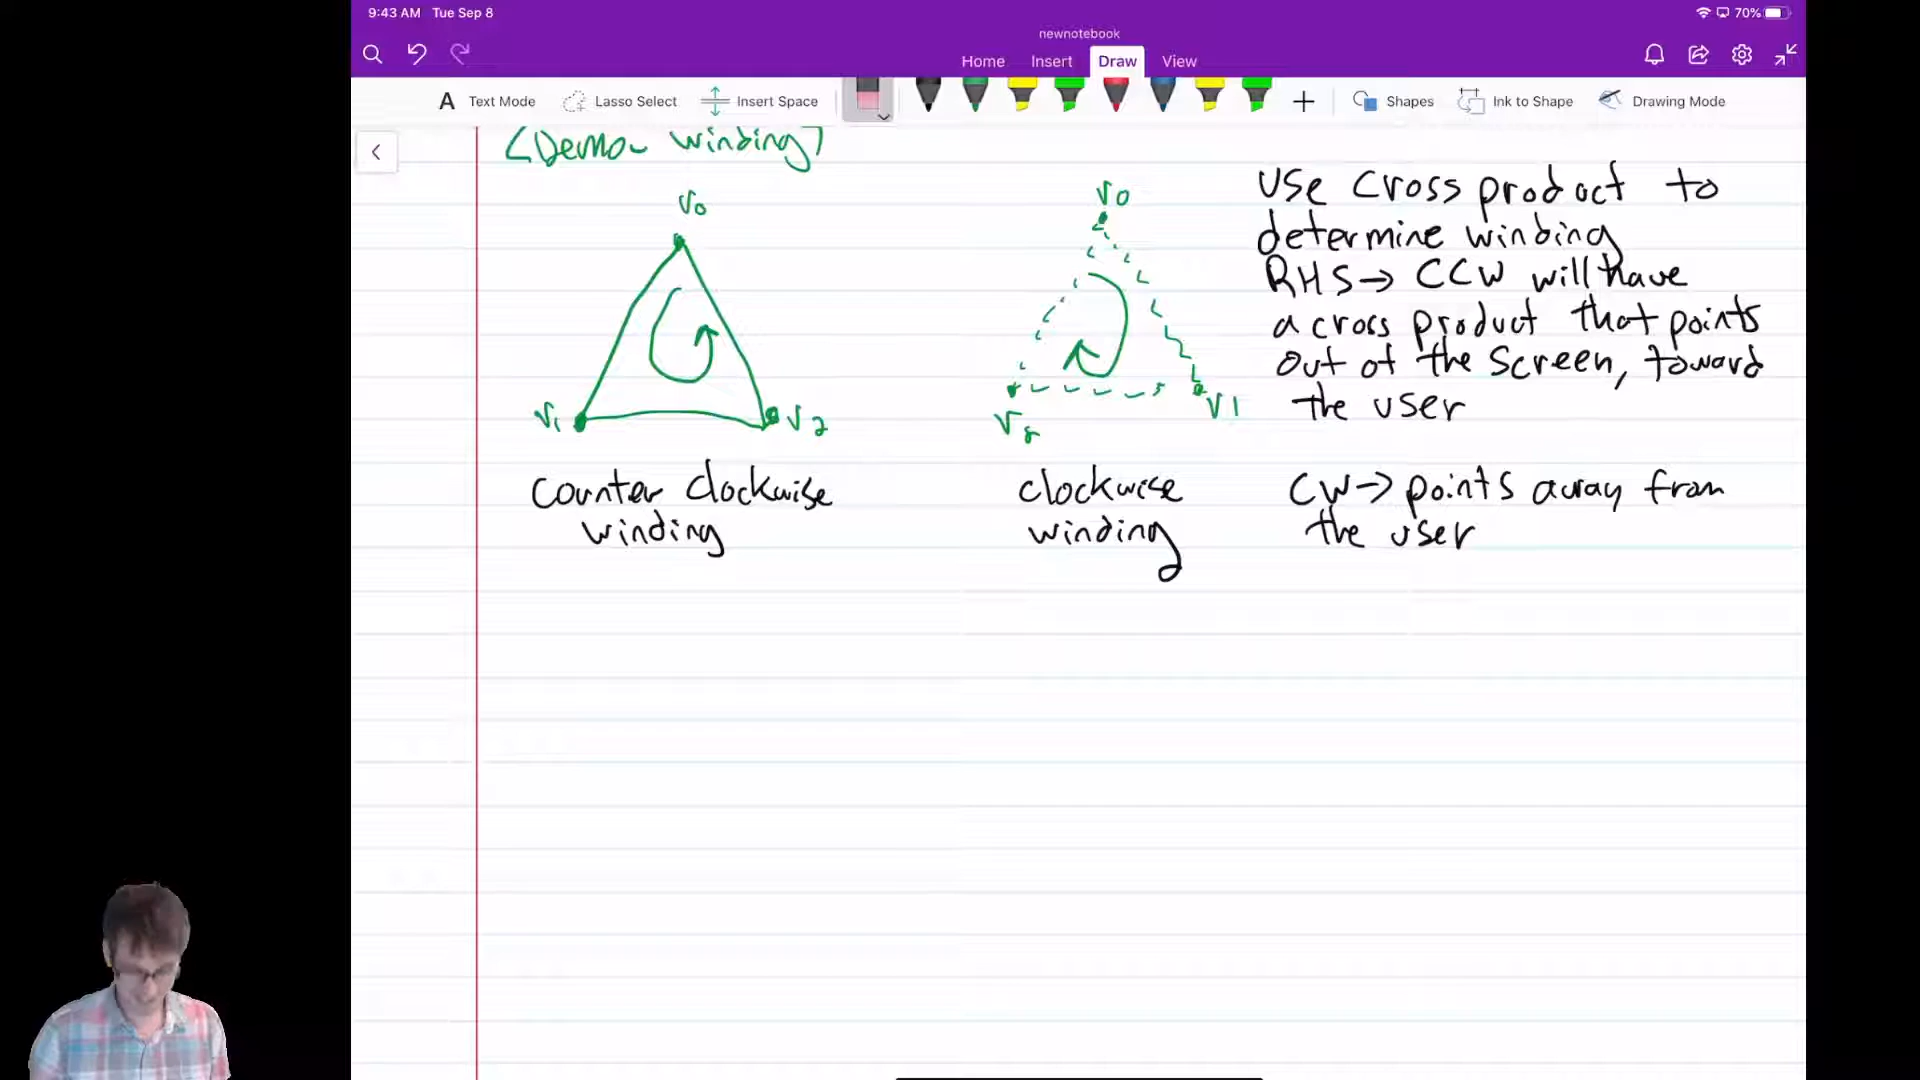 9:43 AM Tue Sep 8
70%
newnotebook
Home Insert Draw View
Text Mode Lasso Select Insert Space Shapes Ink to Shape Drawing Mode
(Demo- winding)
V0
V1
V2
counter clockwise
winding
V0
V1
clockwise
winding
Use cross product to
determine winding
RHS → CCW will have
a cross product that points
out of the screen, toward
the user
CW → points away from
the user